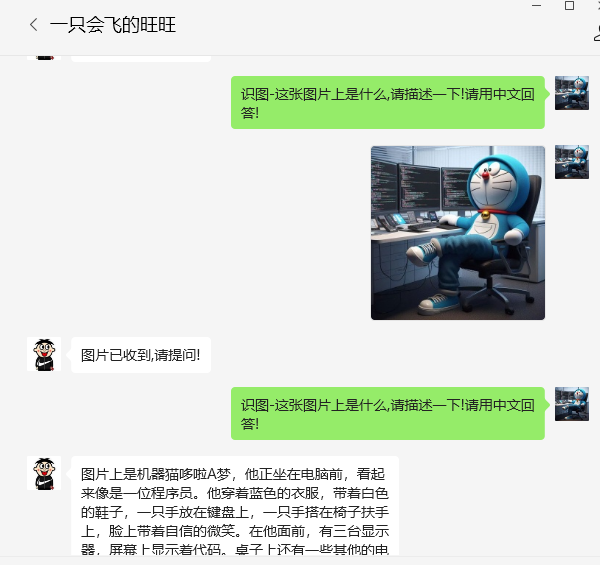 一只会飞的旺旺
识图-这张图片上是什么,请描述一下!请用中文回
答!
图片已收到,请提问!
识图-这张图片上是什么,请描述一下!请用中文回
答!
图片上是机器猫哆啦A梦，他正坐在电脑前，看起
来像是一位程序员。他穿着蓝色的衣服，带着白色
的鞋子，一只手放在键盘上，一只手搭在椅子扶手
上，脸上带着自信的微笑。在他面前，有三台显示
器，屏幕上显示着代码。桌子上还有一些其他的电